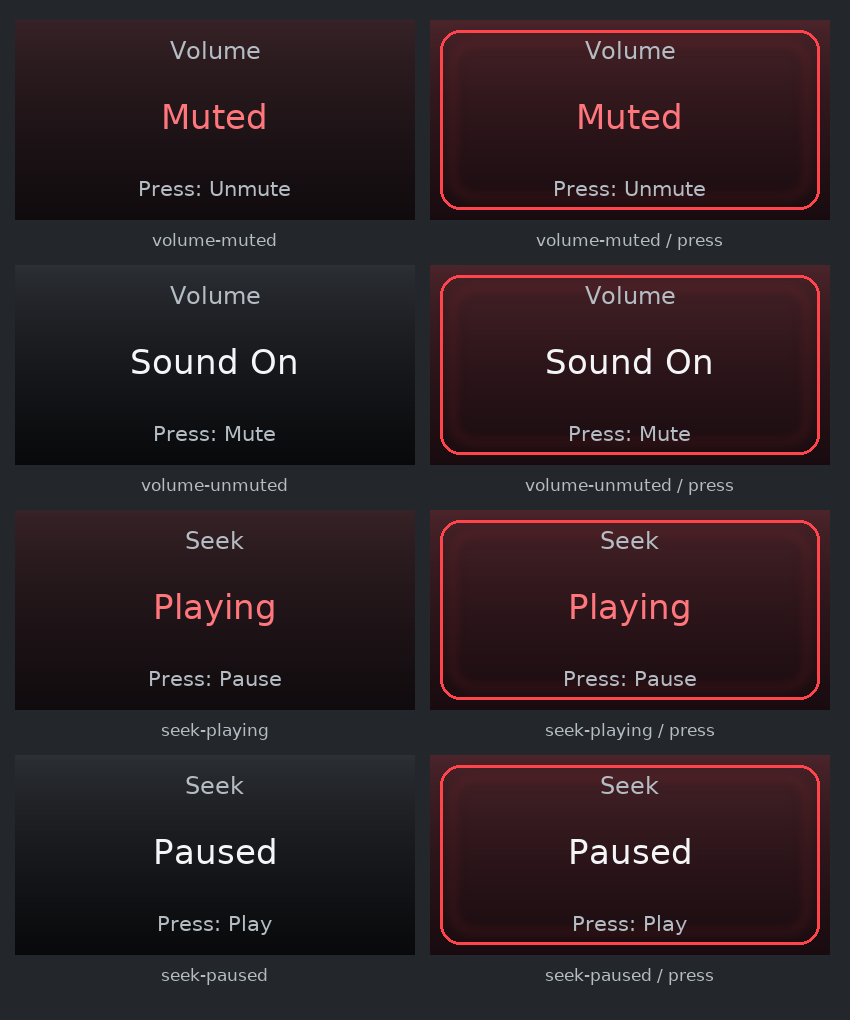 Volume
Muted
Press: Unmute
volume-muted
Volume
Muted
Press: Unmute
volume-muted / press
Volume
Sound On
Press: Mute
volume-unmuted
Volume
Sound On
Press: Mute
volume-unmuted / press
Seek
Playing
Press: Pause
seek-playing
Seek
Playing
Press: Pause
seek-playing / press
Seek
Paused
Press: Play
seek-paused
Seek
Paused
Press: Play
seek-paused / press